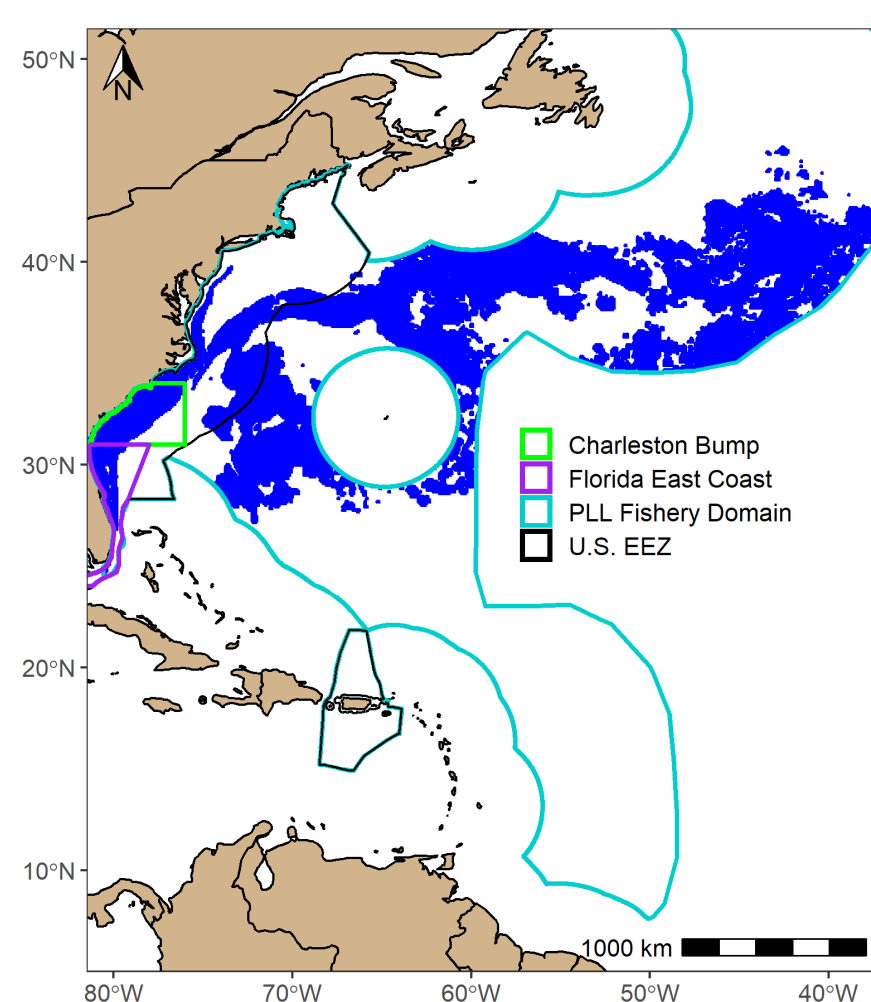 50°N
N
40°N
30°N
Charleston Bump
Florida East Coast
PLL Fishery Domain
U.S. EEZ
20°N
10°N
1000 km
80°W 70°W 60°W 50°W 40°W